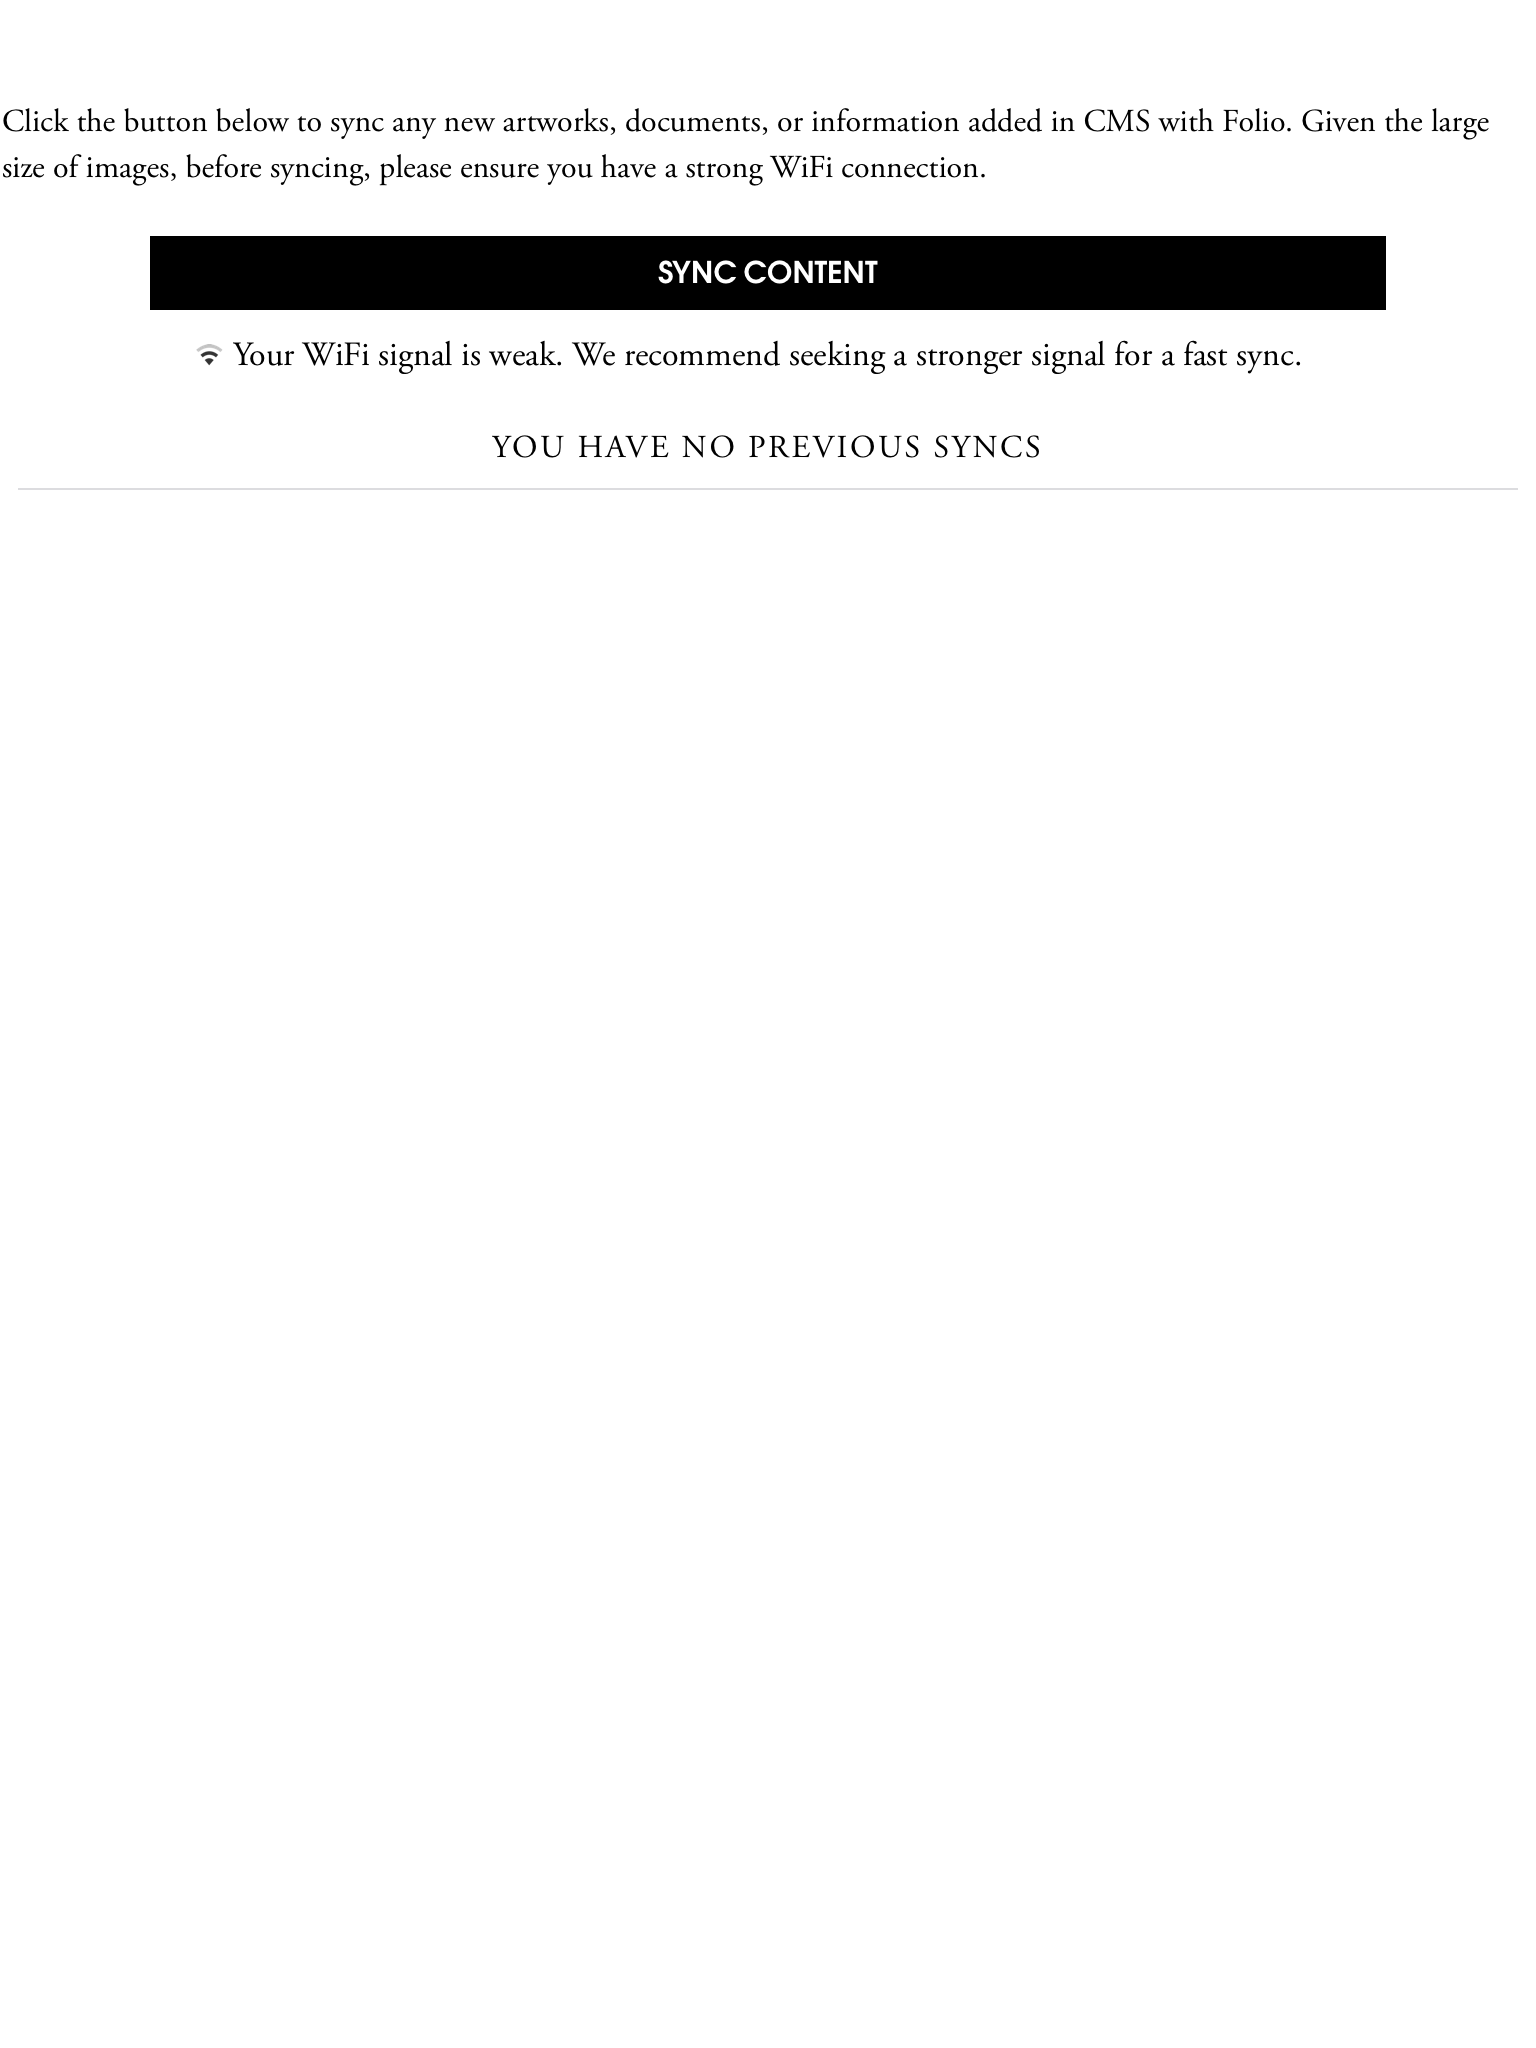 Click the button below to sync any new artworks, documents, or information added in CMS with Folio. Given the large
size of images, before syncing, please ensure you have a strong WiFi connection.
SYNC CONTENT
Your WiFi signal is weak. We recommend seeking a stronger signal for a fast sync.
YOU HAVE NO PREVIOUS SYNCS